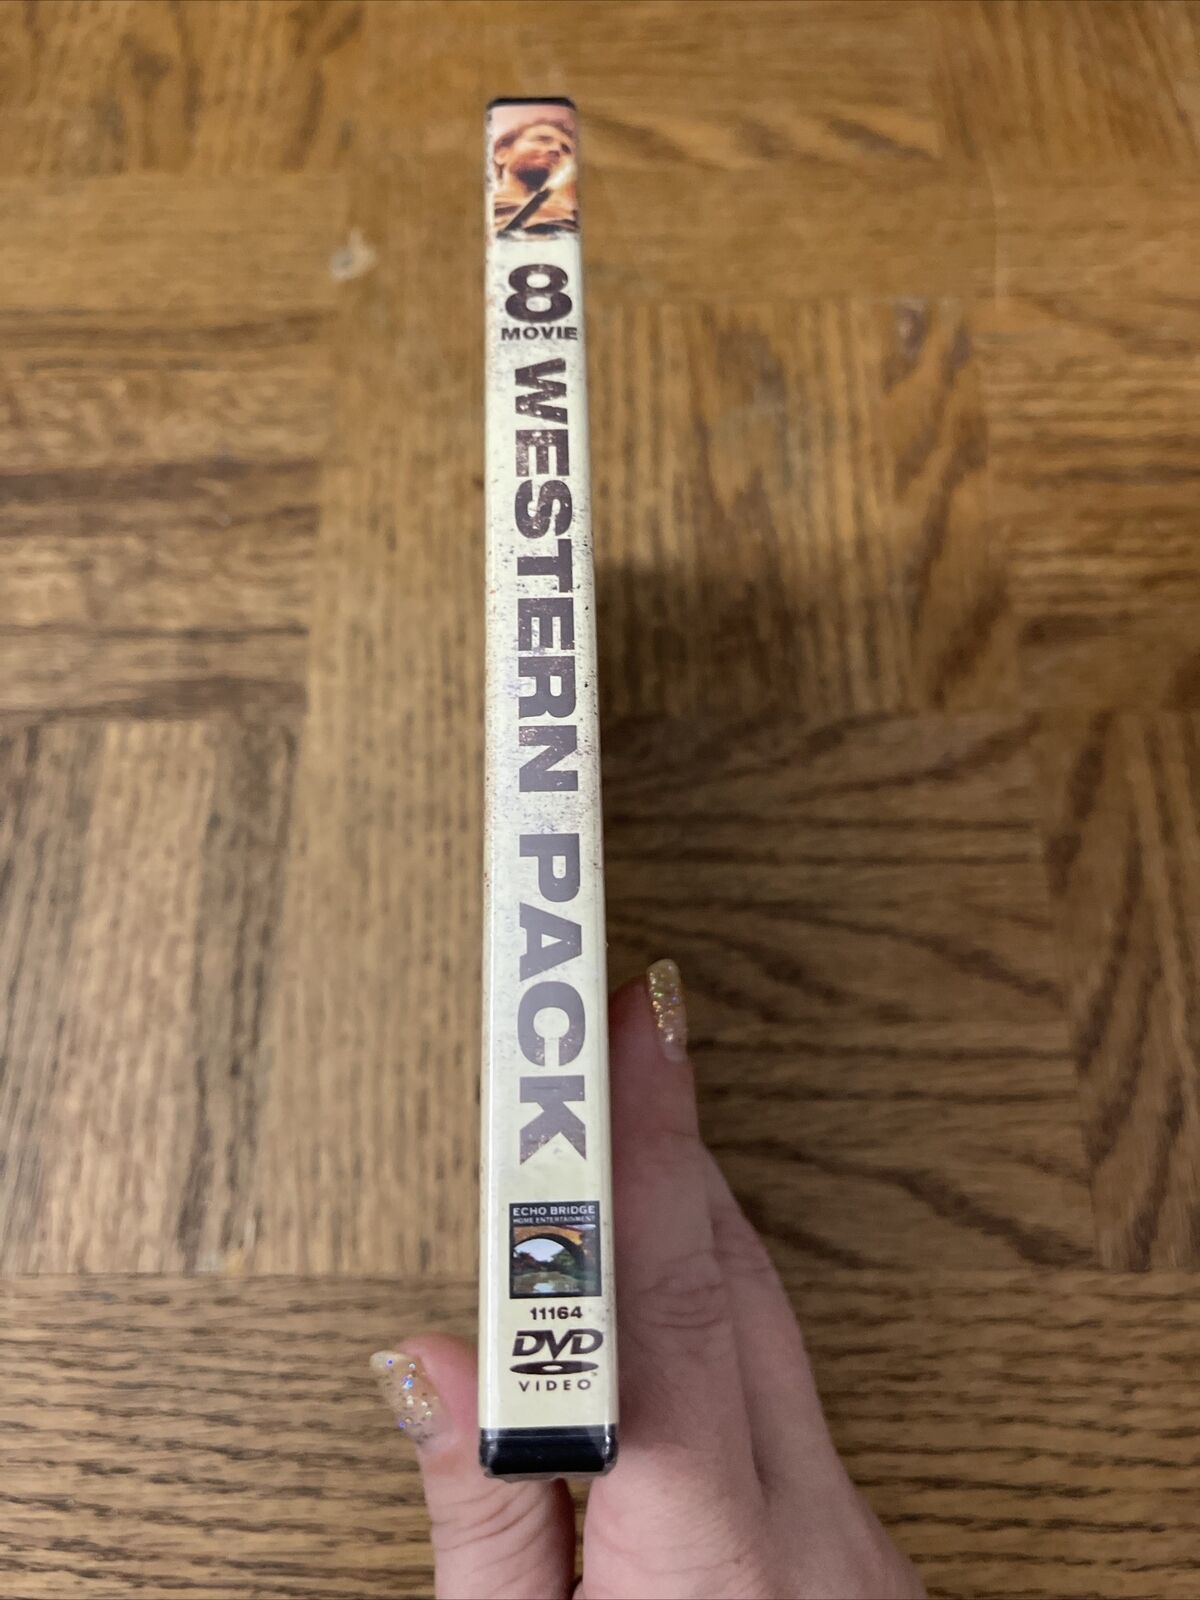 8
MOVIE
WESTERN PACK
ECHO BRIDGE
HOME ENTERTAINMENT
11164
DVD
VIDEO